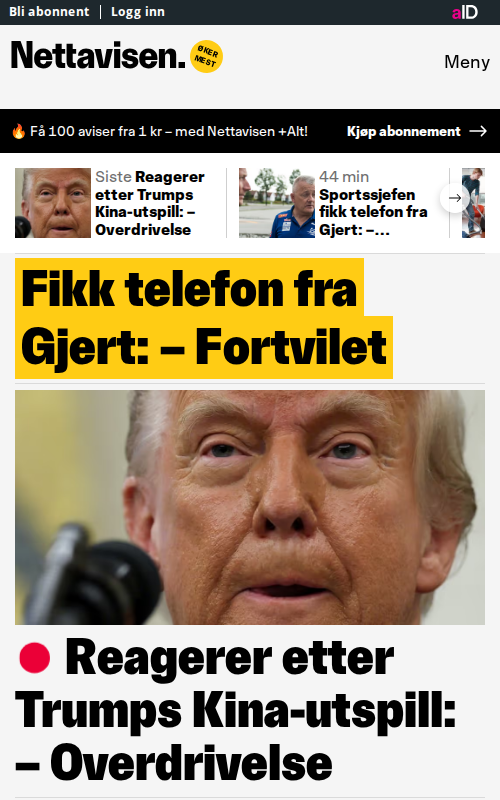 Bli abonnent | Logg inn
aID
Nettavisen.
ØKER
MEST
Meny
🔥 Få 100 aviser fra 1 kr – med Nettavisen +Alt!
Kjøp abonnement →
Siste Reagerer
etter Trumps
Kina-utspill: –
Overdrivelse
44 min
Sportssjefen
fikk telefon fra
Gjert: –...
Fikk telefon fra
Gjert: – Fortvilet
Reagerer etter
Trumps Kina-utspill:
– Overdrivelse